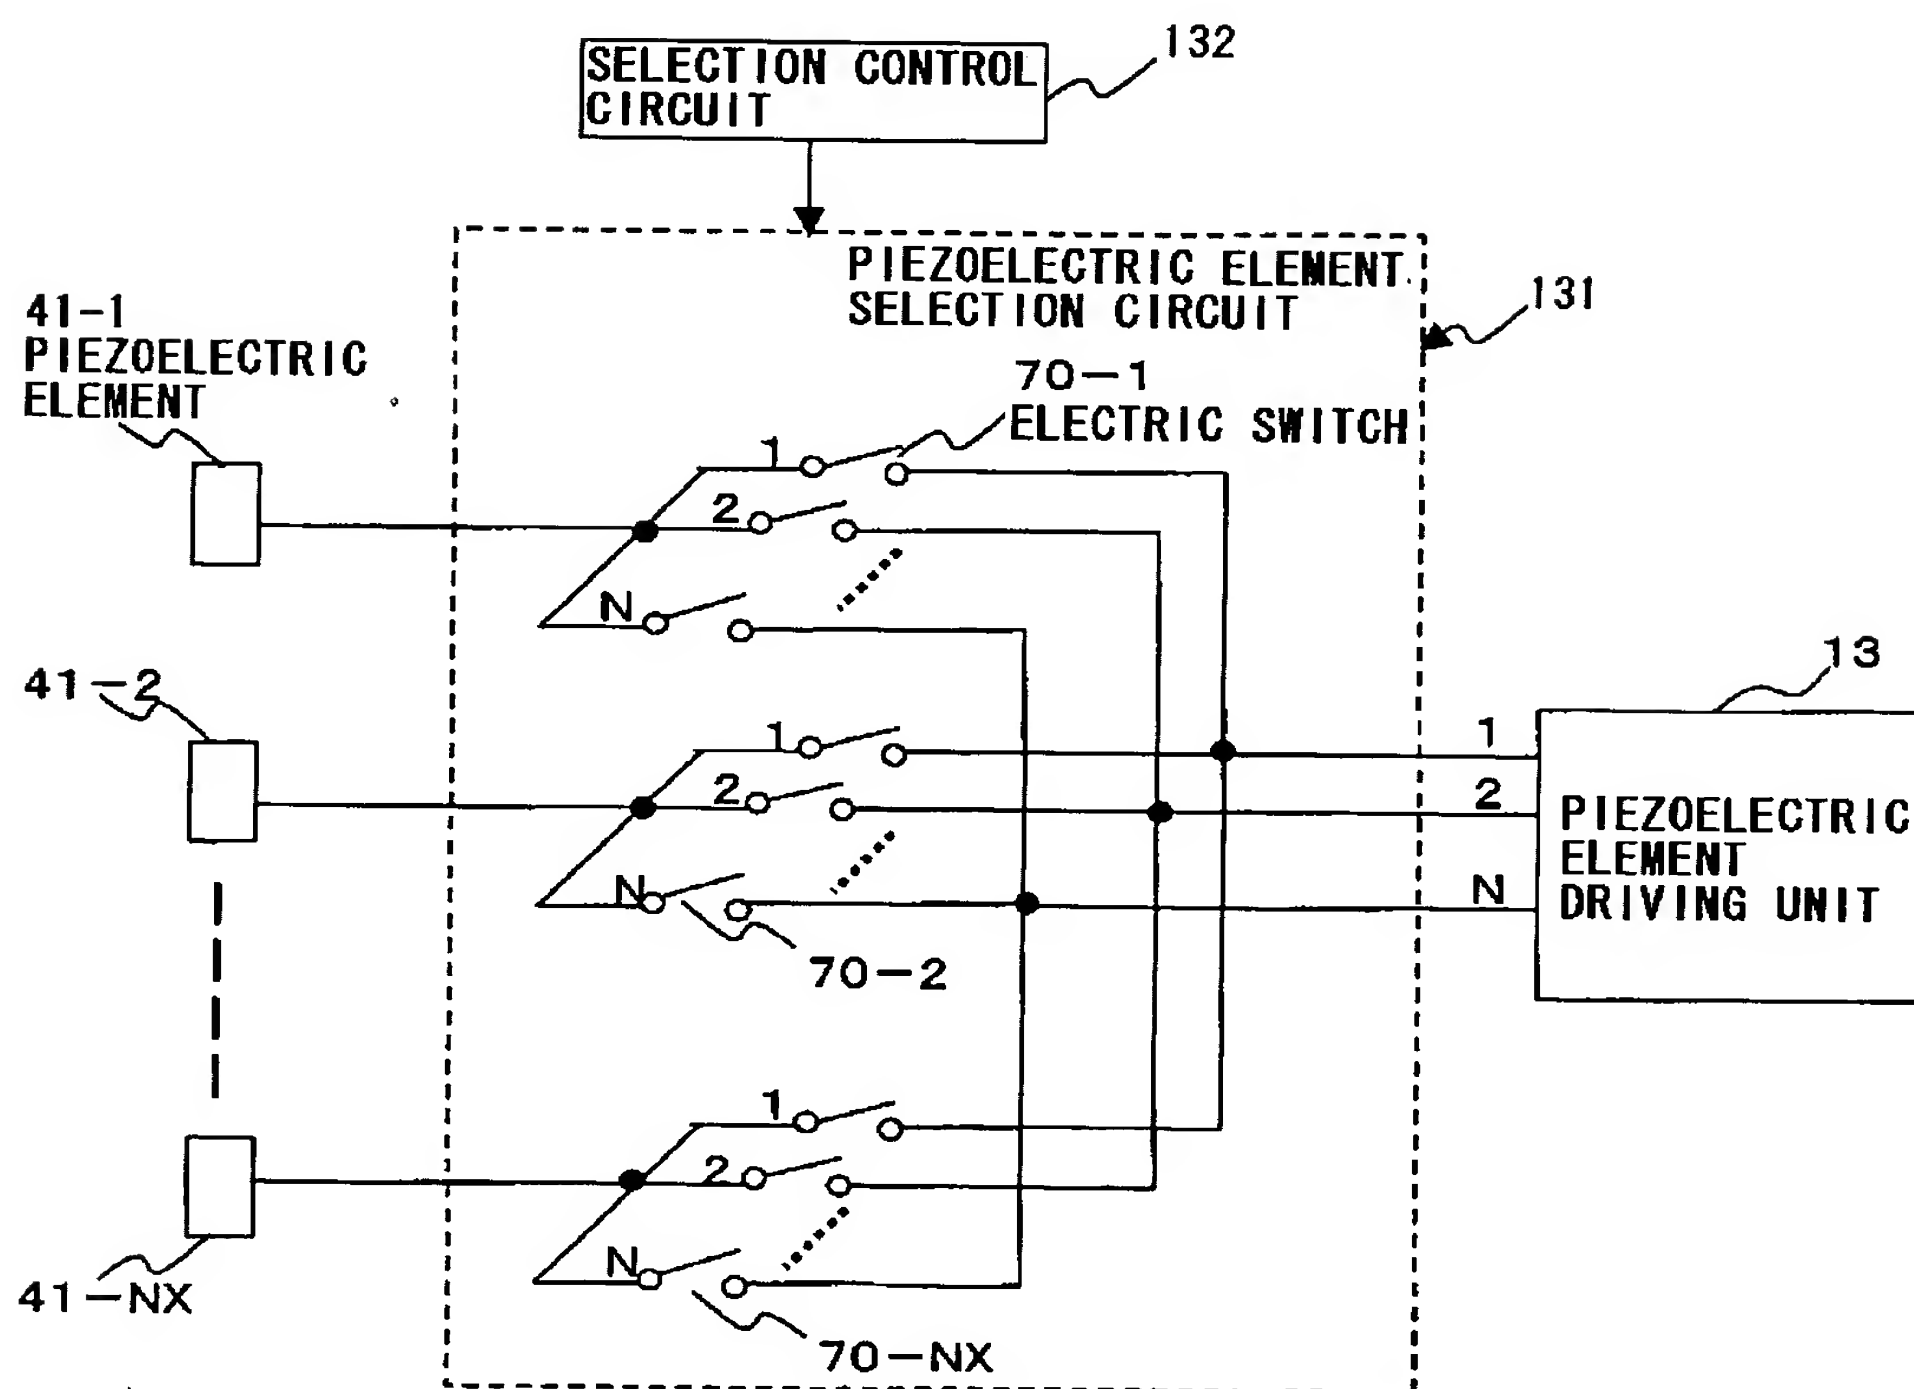 132
SELECTION CONTROL
CIRCUIT
PIEZOELECTRIC ELEMENT
SELECTION CIRCUIT
131
41-1
PIEZOELECTRIC
ELEMENT
70-1
ELECTRIC SWITCH
1
2
N
41-2
1
2
N
70-2
13
1
2
N
PIEZOELECTRIC
ELEMENT
DRIVING UNIT
1
2
N
41-NX
70-NX